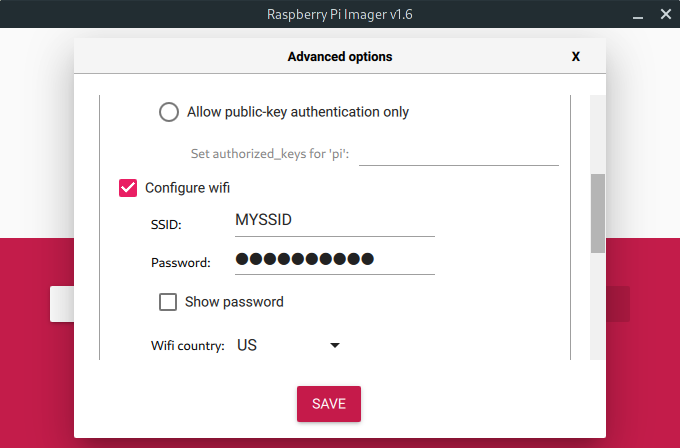 Raspberry Pi Imager v1.6
Advanced options X
Allow public-key authentication only
Set authorized_keys for 'pi':
Configure wifi
SSID: MYSSID
Password: ●●●●●●●●●●
Show password
Wifi country: US
SAVE